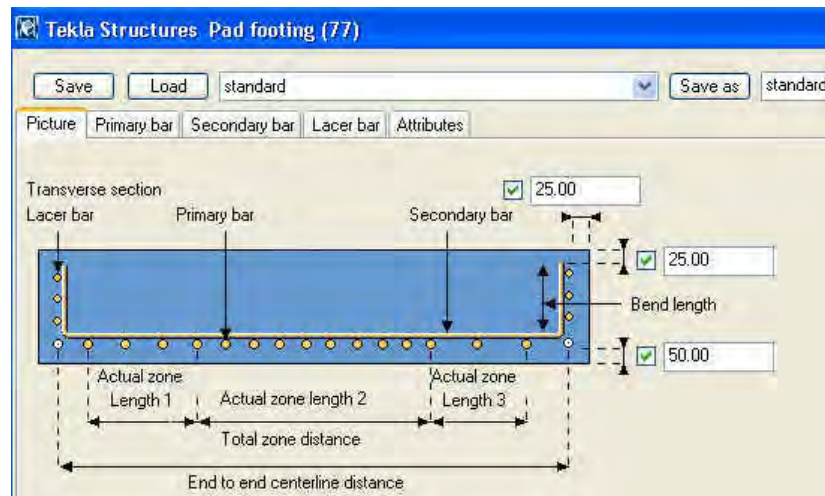 Tekla Structures Pad footing (77)
Save Load standard Save as standard
Picture Primary bar Secondary bar Lacer bar Attributes
Transverse section 25.00
Lacer bar Primary bar Secondary bar
25.00
Bend length
50.00
Actual zone Length 1
Actual zone length 2
Actual zone Length 3
Total zone distance
End to end centerline distance